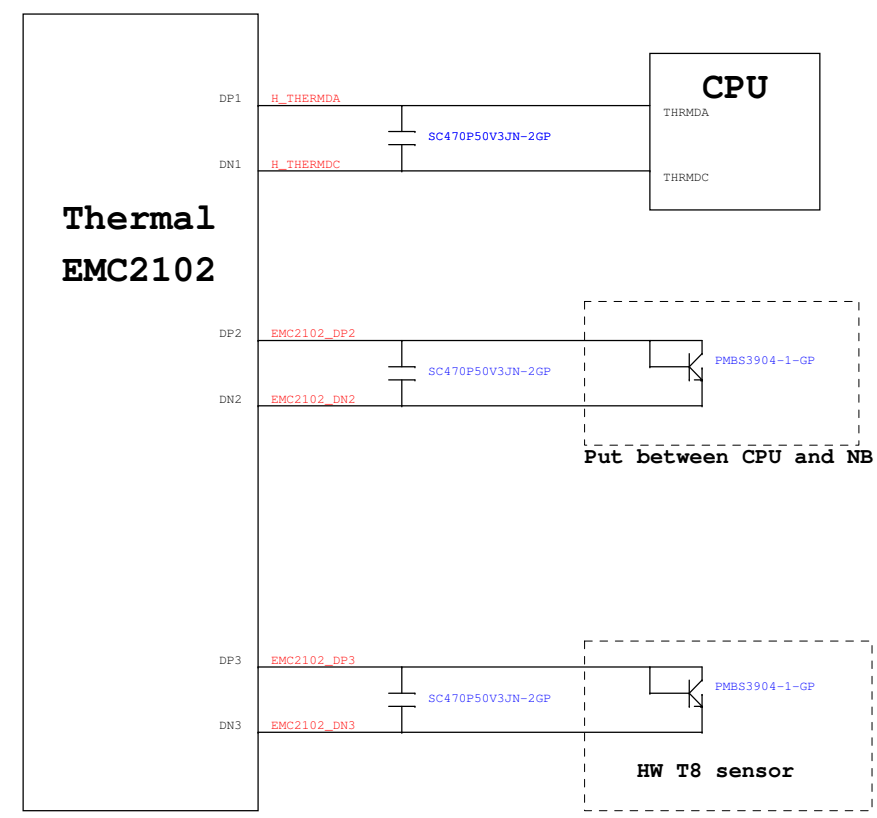 CPU
DP1 H_THERMDA
THRMDA
SC470P50V3JN-2GP
DN1 H_THERMDC
THRMDC
Thermal
EMC2102
DP2 EMC2102_DP2
PMBS3904-1-GP
SC470P50V3JN-2GP
DN2 EMC2102_DN2
Put between CPU and NB
DP3 EMC2102_DP3
PMBS3904-1-GP
SC470P50V3JN-2GP
DN3 EMC2102_DN3
HW T8 sensor